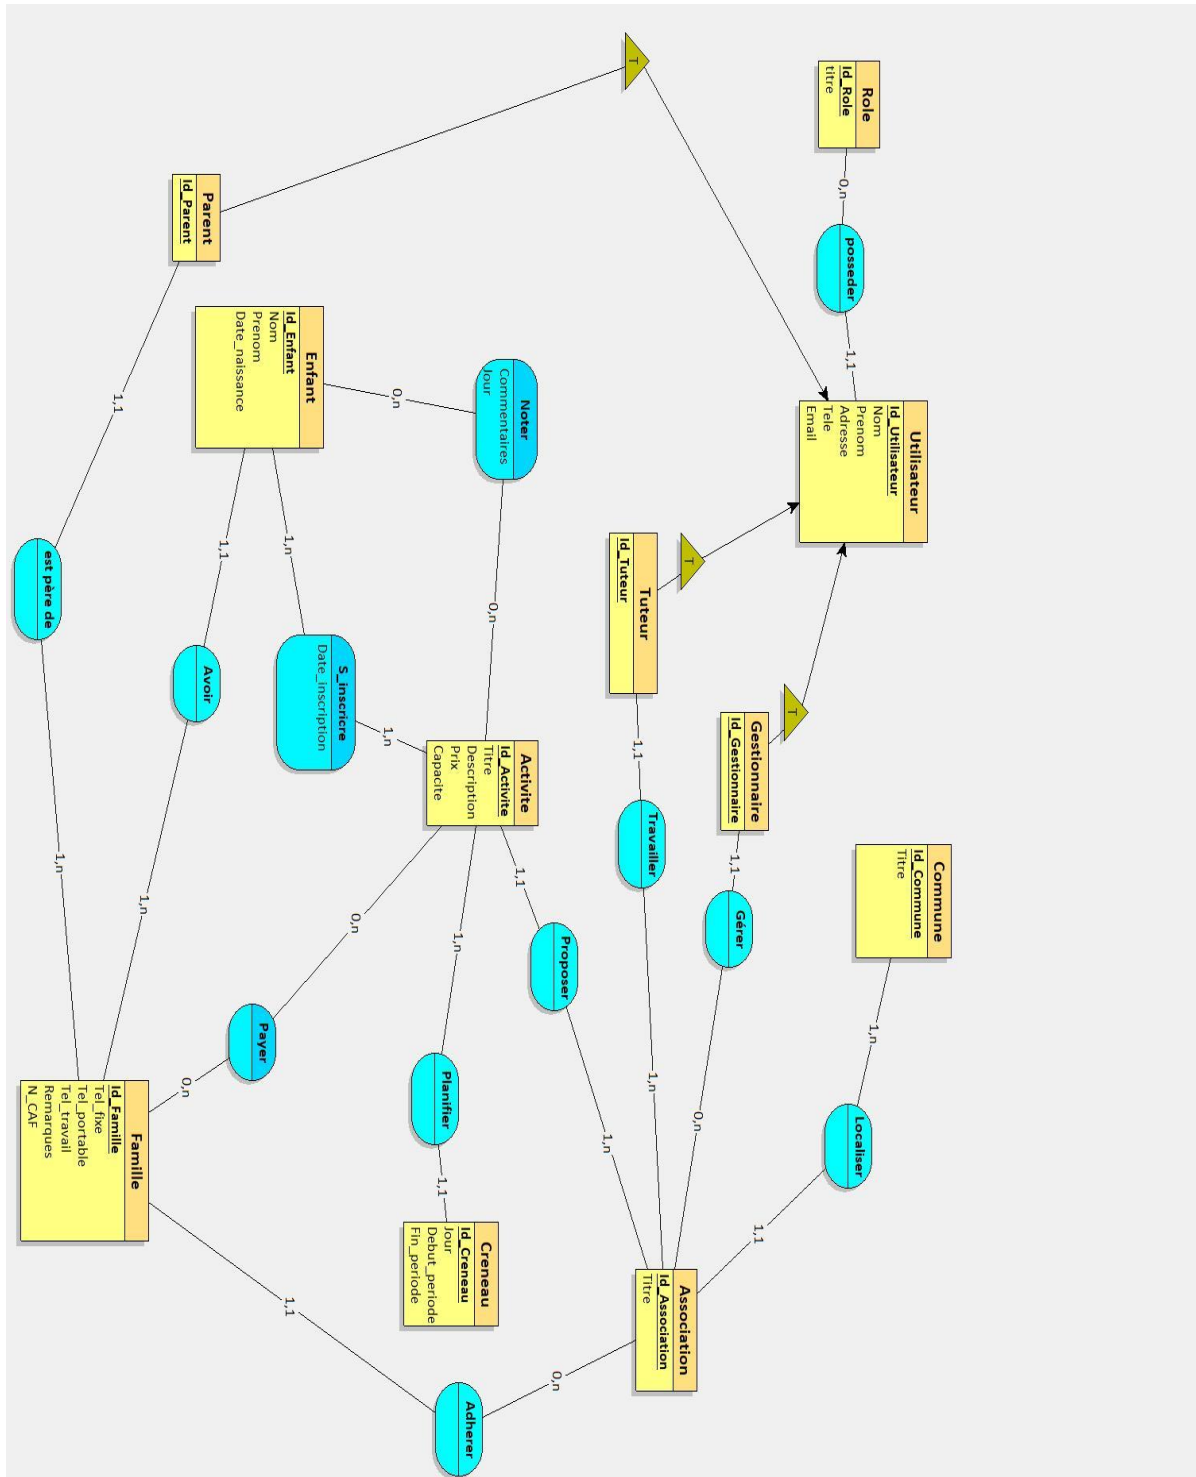 Role
Id_Role
titre
0,n
posseder
1,1
Utilisateur
Id_Utilisateur
Nom
Prenom
Adresse
Tele
Email
Commune
Id_Commune
Titre
1,n
Localiser
1,1
T
Gestionnaire
Id_Gestionnaire
1,1
Gérer
0,n
T
T
Tuteur
Id_Tuteur
1,1
Travailler
1,n
Association
Id_Association
Titre
1,n
Proposer
1,1
Noter
Commentaires
Jour
0,n
0,n
Activite
Id_Activite
Titre
Description
Prix
Capacite
1,n
Planifier
1,1
Creneau
Id_Creneau
Jour
Debut_periode
Fin_periode
0,n
Adherer
1,1
Enfant
Id_Enfant
Nom
Prenom
Date_naissance
1,n
S_inscricre
Date_inscription
1,n
0,n
Payer
0,n
Parent
Id_Parent
1,1
Avoir
1,n
1,1
est père de
1,n
Famille
Id_Famille
Tel_fixe
Tel_portable
Tel_travail
Remarques
N_CAF